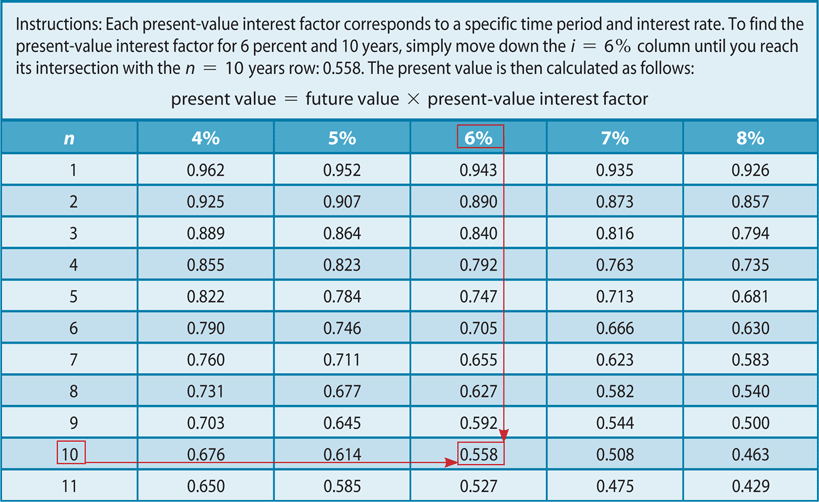 Instructions: Each present-value interest factor corresponds to a specific time period and interest rate. To find the
present-value interest factor for 6 percent and 10 years, simply move down the i = 6% column until you reach
its intersection with the n = 10 years row: 0.558. The present value is then calculated as follows:
present value = future value × present-value interest factor
n 4% 5% 6% 7% 8%
1 0.962 0.952 0.943 0.935 0.926
2 0.925 0.907 0.890 0.873 0.857
3 0.889 0.864 0.840 0.816 0.794
4 0.855 0.823 0.792 0.763 0.735
5 0.822 0.784 0.747 0.713 0.681
6 0.790 0.746 0.705 0.666 0.630
7 0.760 0.711 0.655 0.623 0.583
8 0.731 0.677 0.627 0.582 0.540
9 0.703 0.645 0.592 0.544 0.500
10 0.676 0.614 0.558 0.508 0.463
11 0.650 0.585 0.527 0.475 0.429